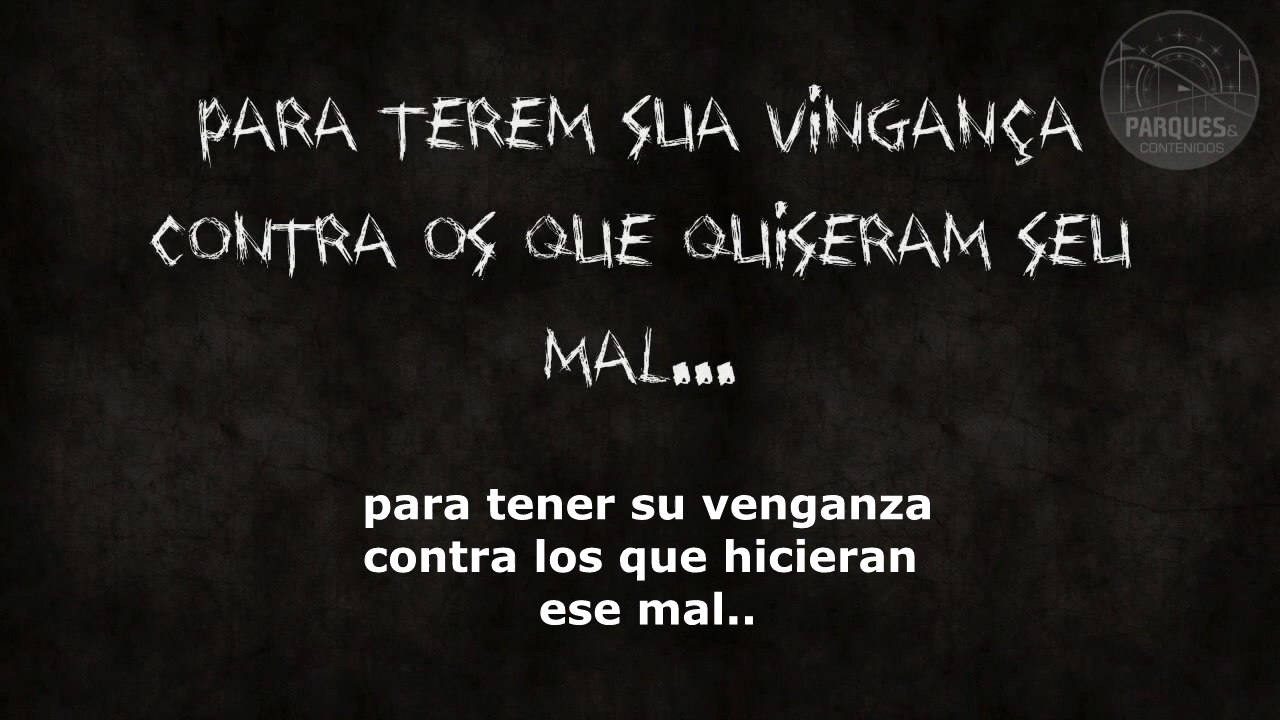 PARA TEREM SUA VINGANÇA
CONTRA OS QUE QUISERAM SEU
MAL...
para tener su venganza
contra los que hicieran
ese mal..
PARQUES&
CONTENIDOS